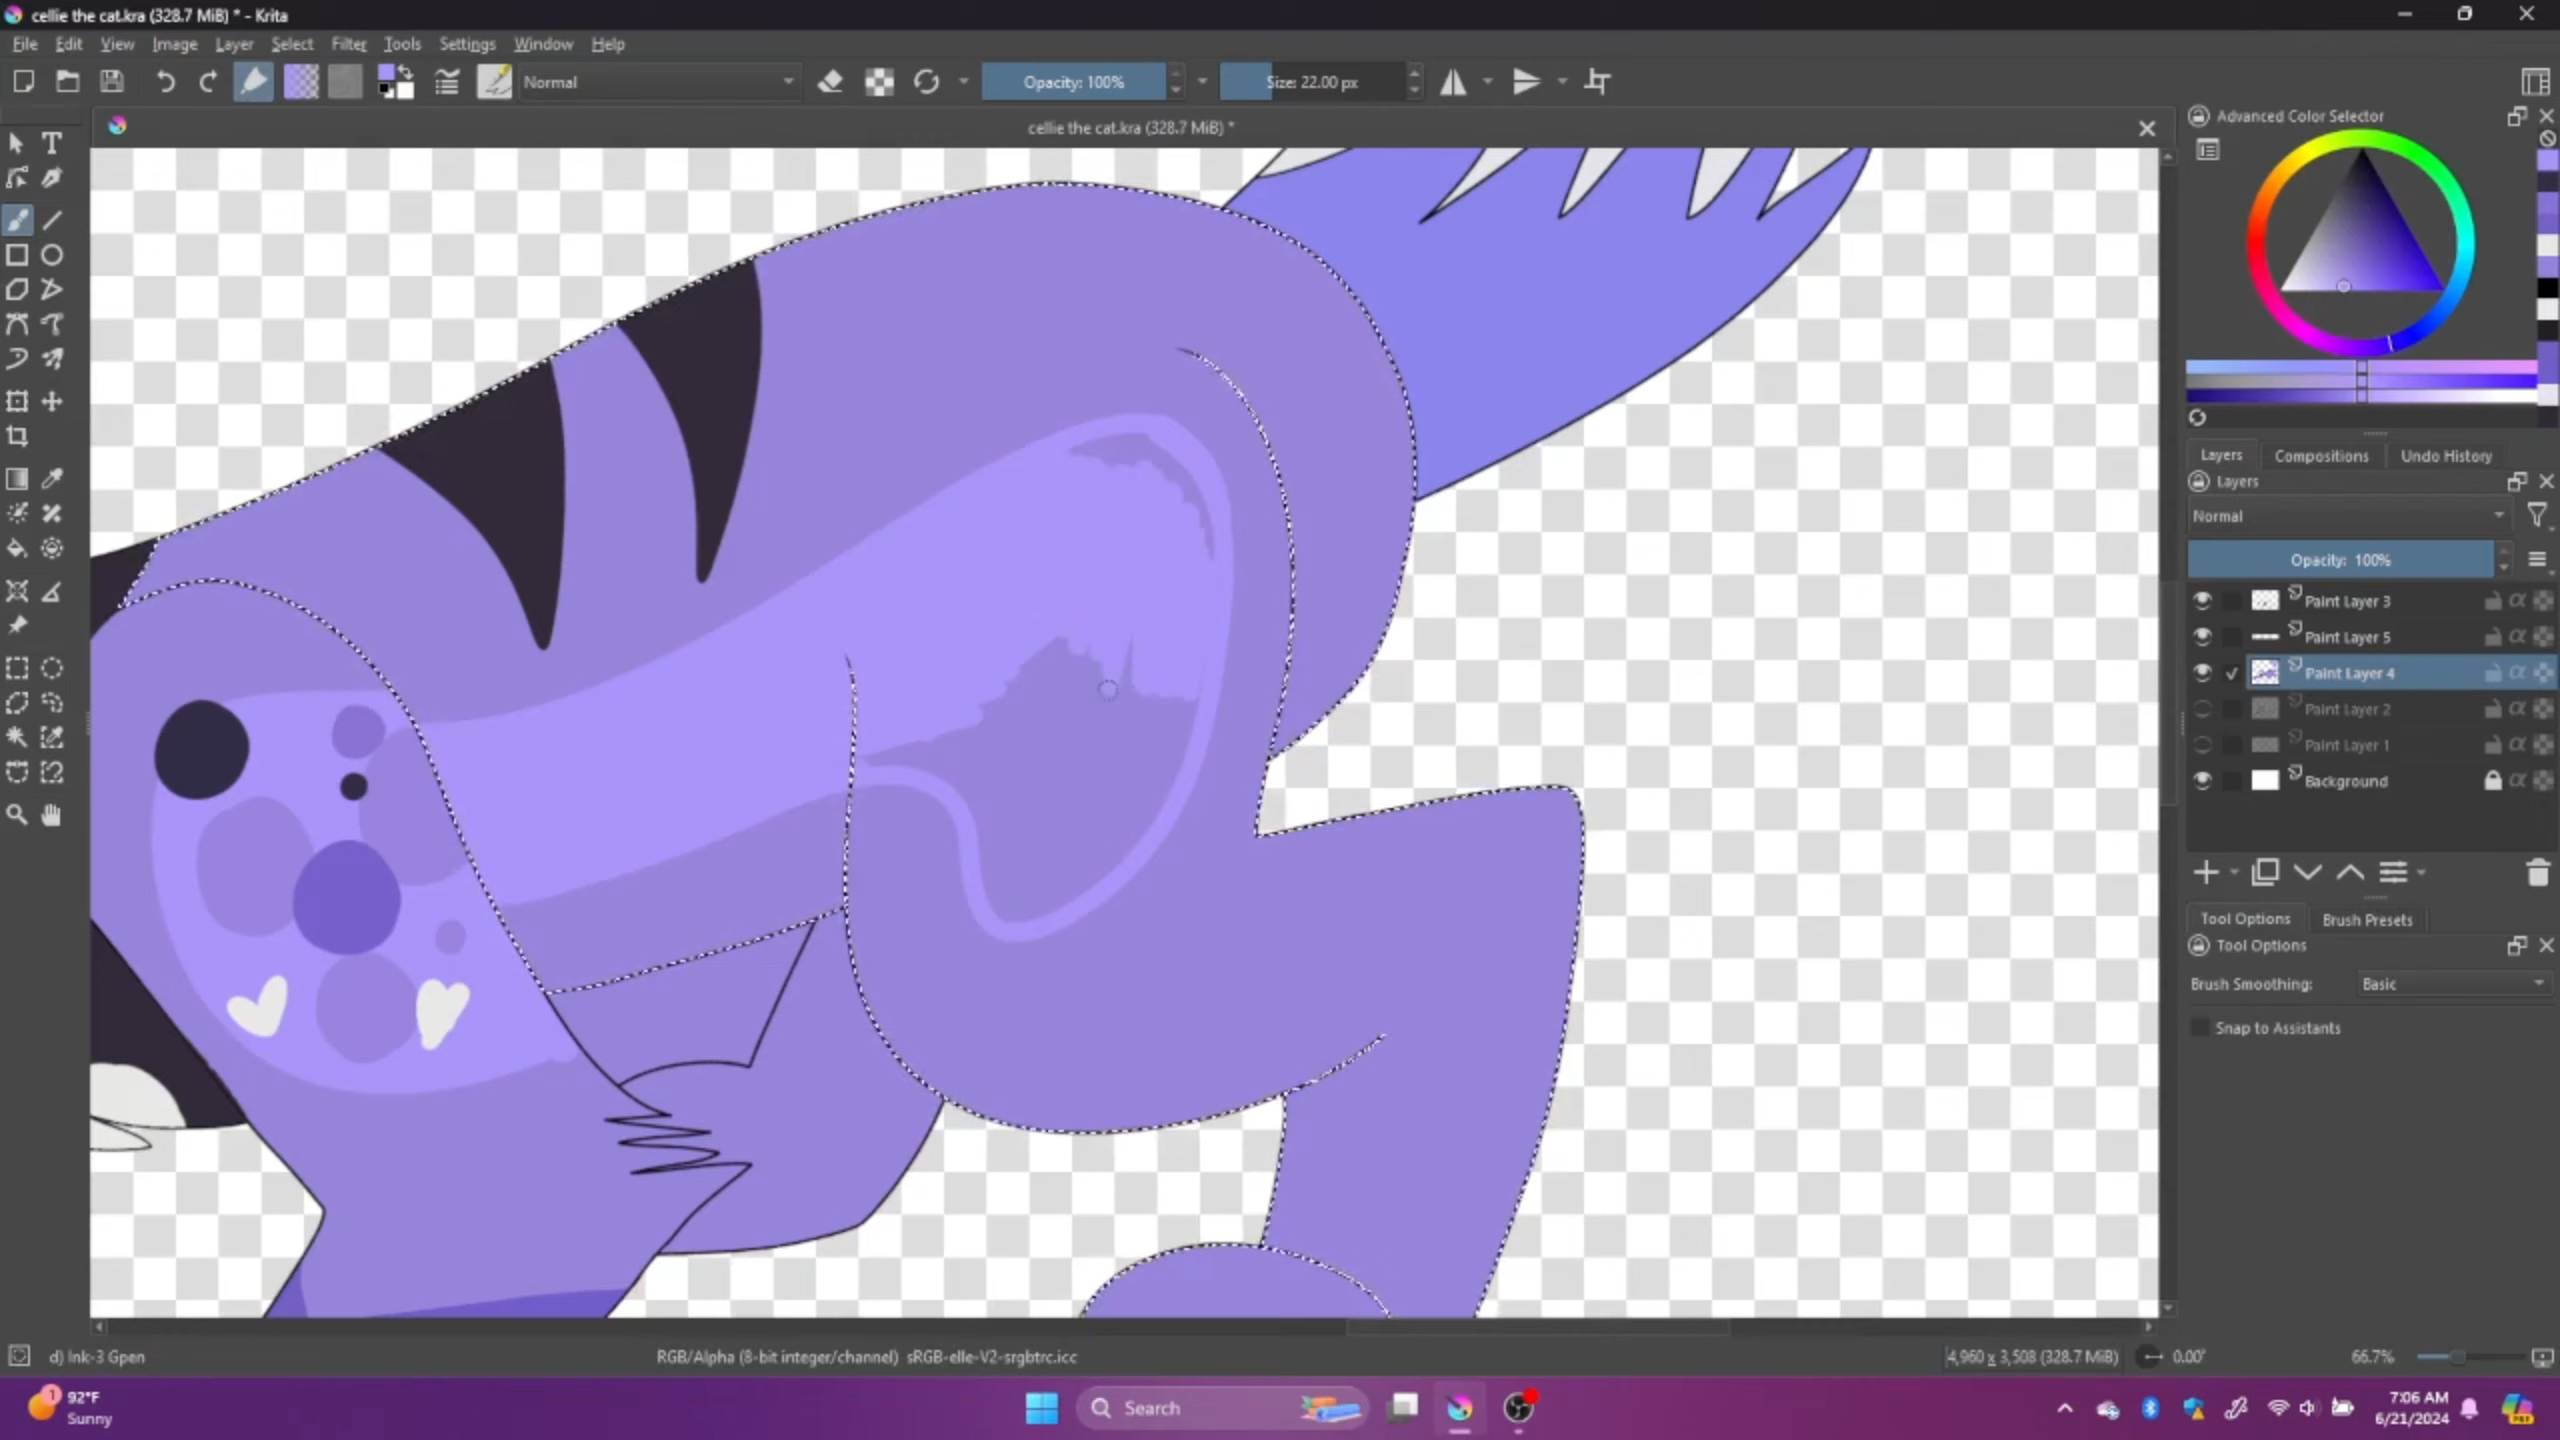 cellie the cat.kra (328.7 MiB) * - Krita
File Edit View Image Layer Select Filter Tools Settings Window Help
Normal
Opacity: 100%
Size: 22.00 px
cellie the cat.kra (328.7 MiB) *
Advanced Color Selector
Layers Compositions Undo History
Layers
Normal
Opacity: 100%
Paint Layer 3
Paint Layer 5
Paint Layer 4
Paint Layer 2
Paint Layer 1
Background
Tool Options Brush Presets
Tool Options
Brush Smoothing: Basic
Snap to Assistants
d) Ink-3 Gpen
RGB/Alpha (8-bit integer/channel) sRGB-elle-V2-srgbtrc.icc
4,960 x 3,508 (328.7 MiB)
0.00°
66.7%
1
92°F
Sunny
Search
7:06 AM
6/21/2024